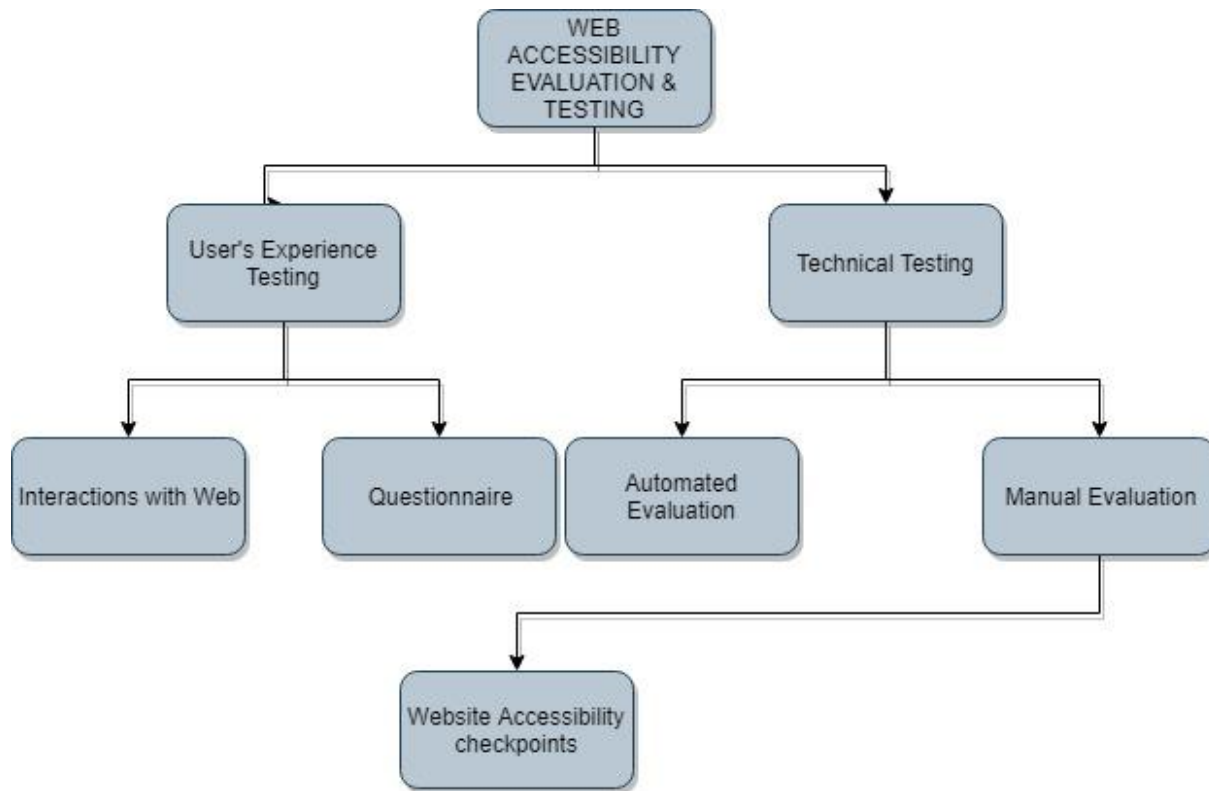 WEB
ACCESSIBILITY
EVALUATION &
TESTING
User's Experience
Testing
Technical Testing
Interactions with Web
Questionnaire
Automated
Evaluation
Manual Evaluation
Website Accessibility
checkpoints